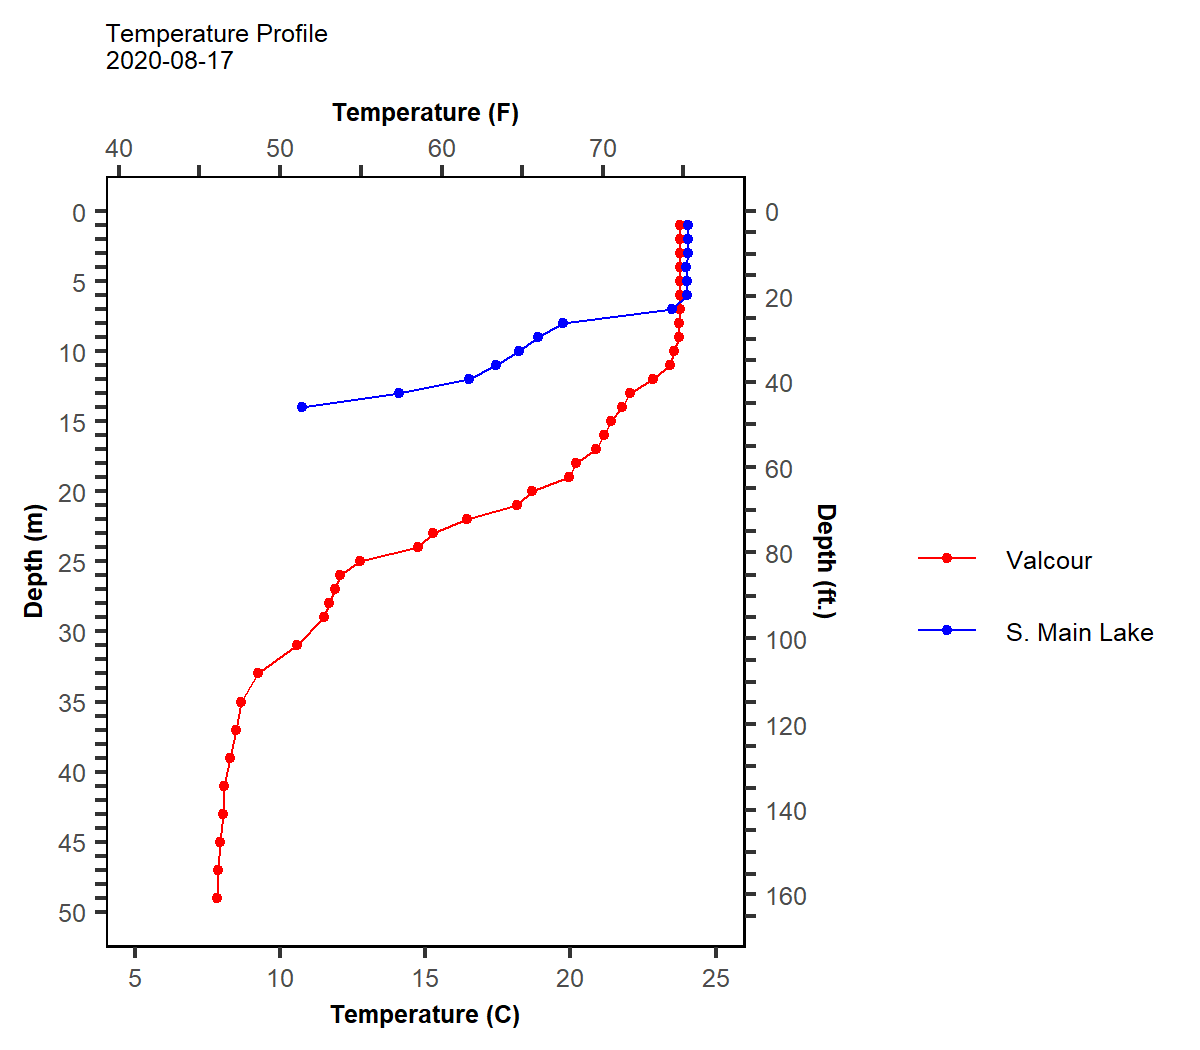 Temperature Profile
2020-08-17
Temperature (F)
40 50 60 70
0 0
5
20
10
40
15
60
20
80
25
100
30
35
120
40
140
45
160
50
Depth (m)
Depth (ft.)
Valcour
S. Main Lake
5 10 15 20 25
Temperature (C)